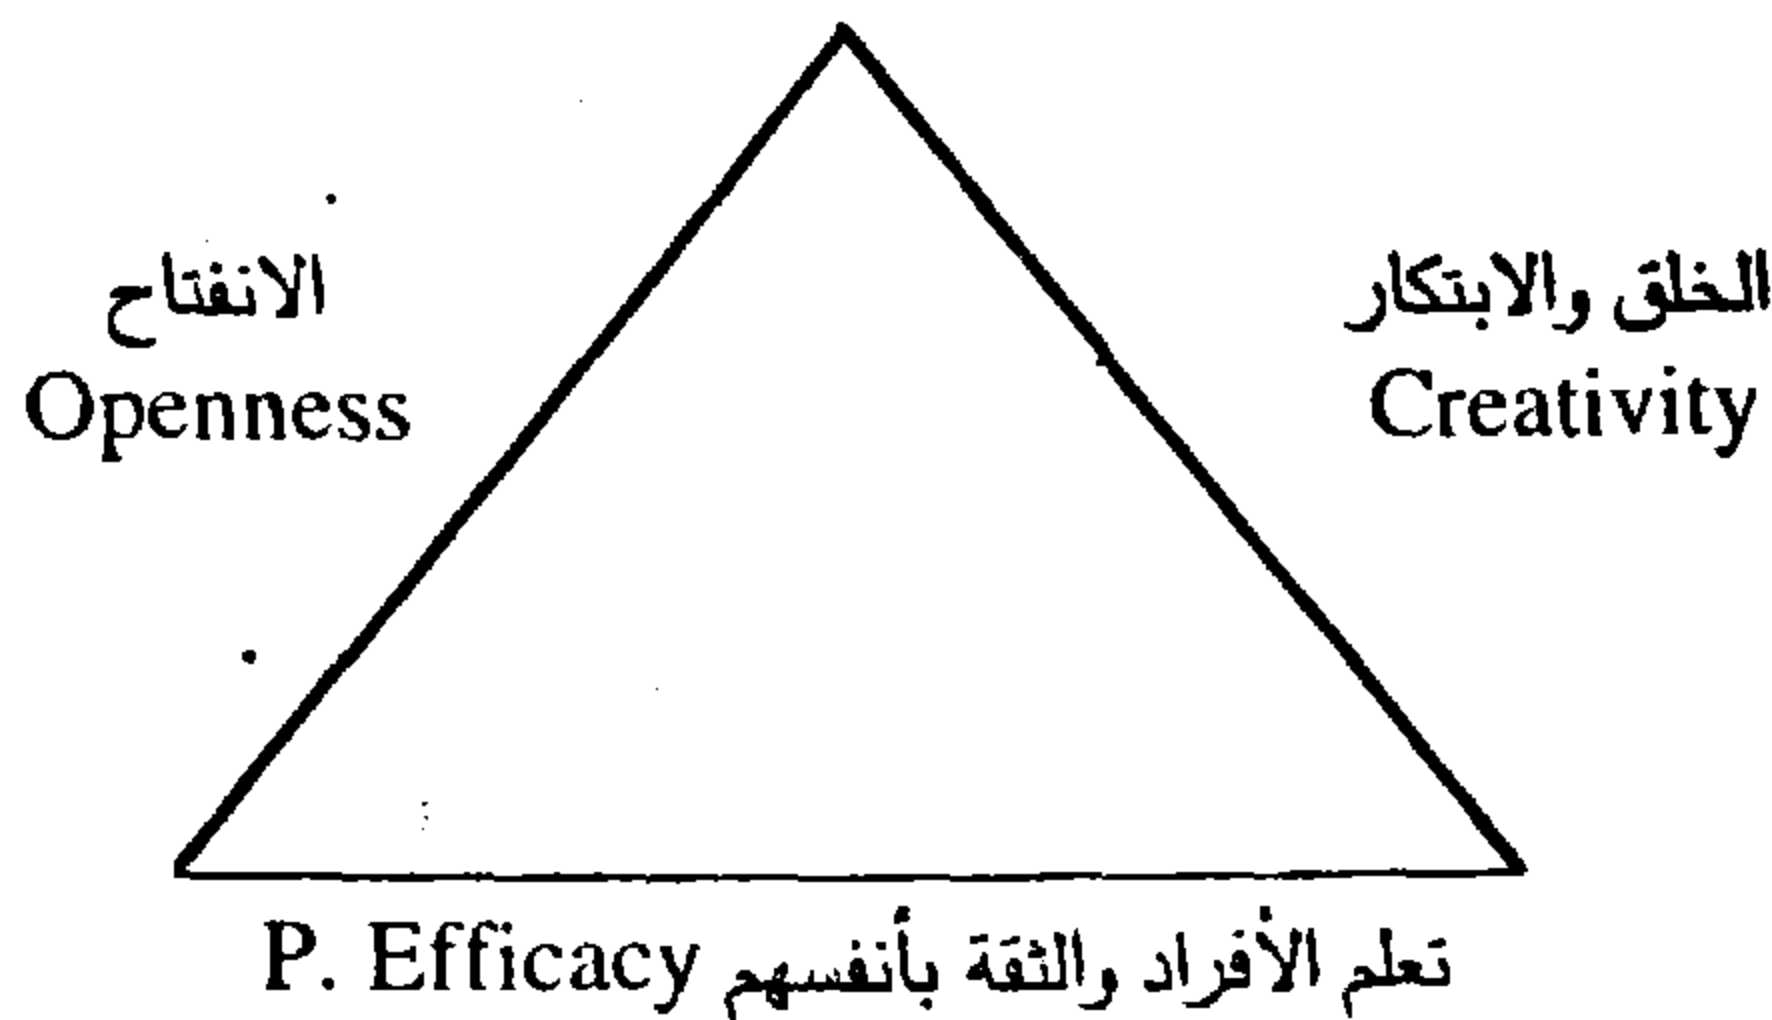 الخلق والابتكار
Creativity
الانفتاح
Openness
تعلم الأفراد والثقة بأنفسهم P. Efficacy